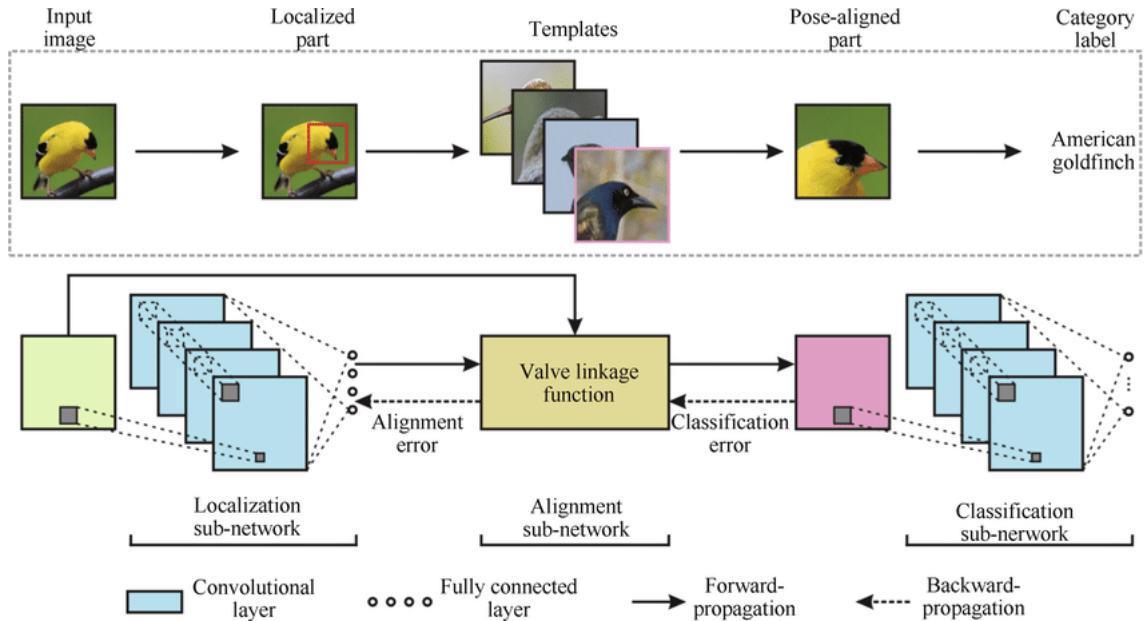 Input
image
Localized
part
Templates
Pose-aligned
part
Category
label
American
goldfinch
Valve linkage
function
Alignment
error
Classification
error
Localization
sub-network
Alignment
sub-network
Classification
sub-nerwork
Convolutional
layer
Fully connected
layer
Forward-
propagation
Backward-
propagation